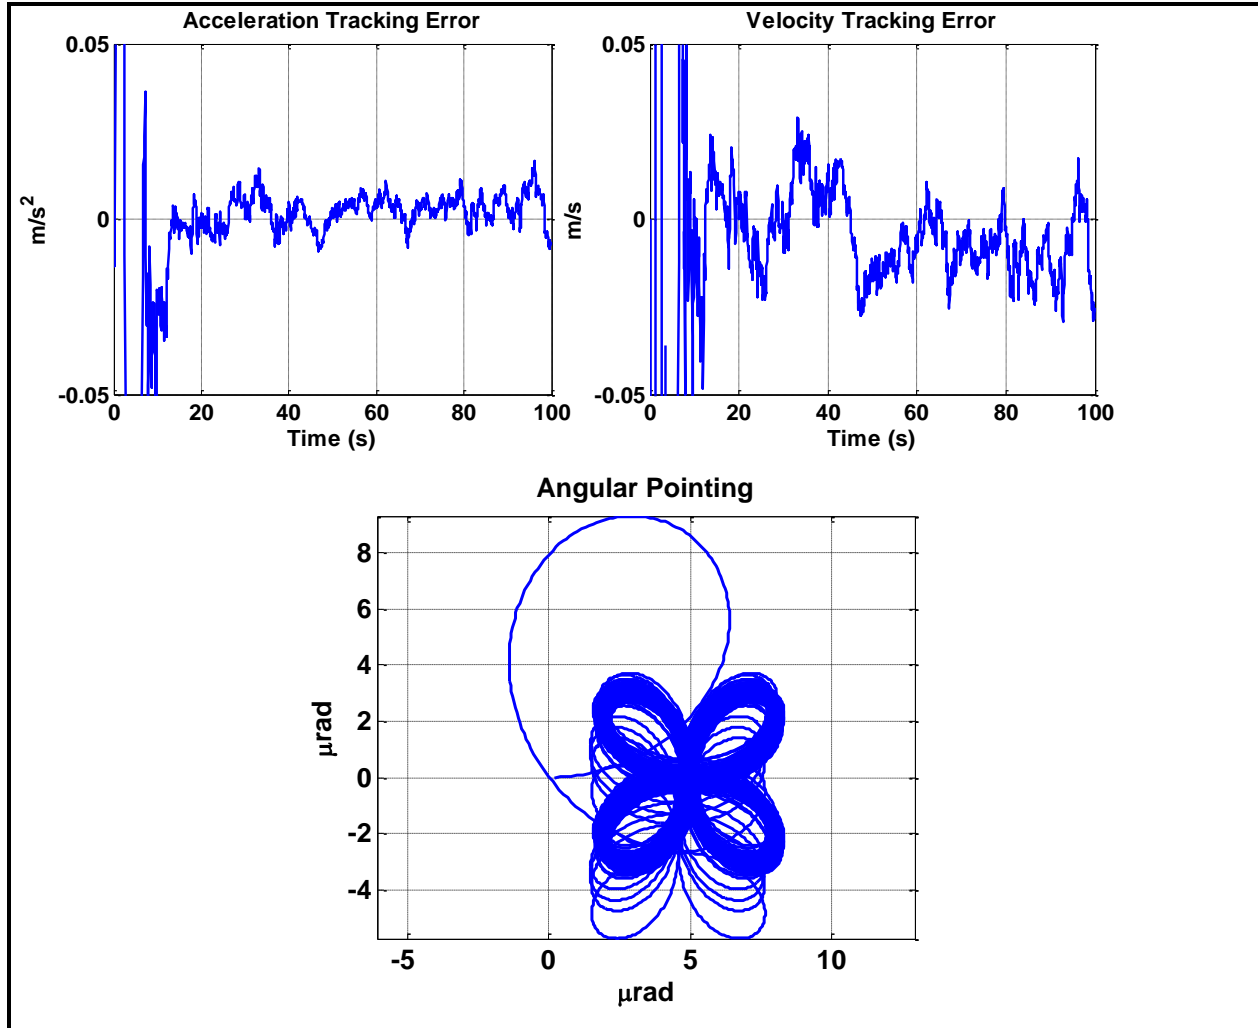 Acceleration Tracking Error
0.05
0
-0.05
m/s2
0 20 40 60 80 100
Time (s)
Velocity Tracking Error
0.05
0
-0.05
m/s
0 20 40 60 80 100
Time (s)
Angular Pointing
8
6
4
2
0
-2
-4
μrad
-5 0 5 10
μrad